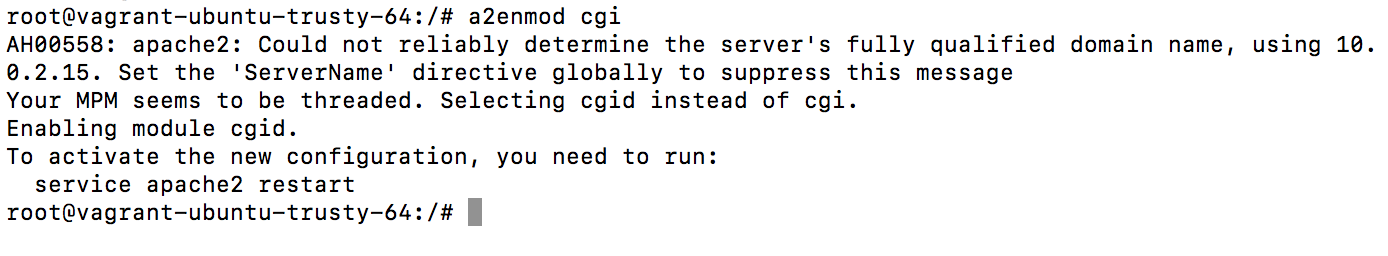 root@vagrant-ubuntu-trusty-64:/# a2enmod cgi
AH00558: apache2: Could not reliably determine the server's fully qualified domain name, using 10.
0.2.15. Set the 'ServerName' directive globally to suppress this message
Your MPM seems to be threaded. Selecting cgid instead of cgi.
Enabling module cgid.
To activate the new configuration, you need to run:
  service apache2 restart
root@vagrant-ubuntu-trusty-64:/#